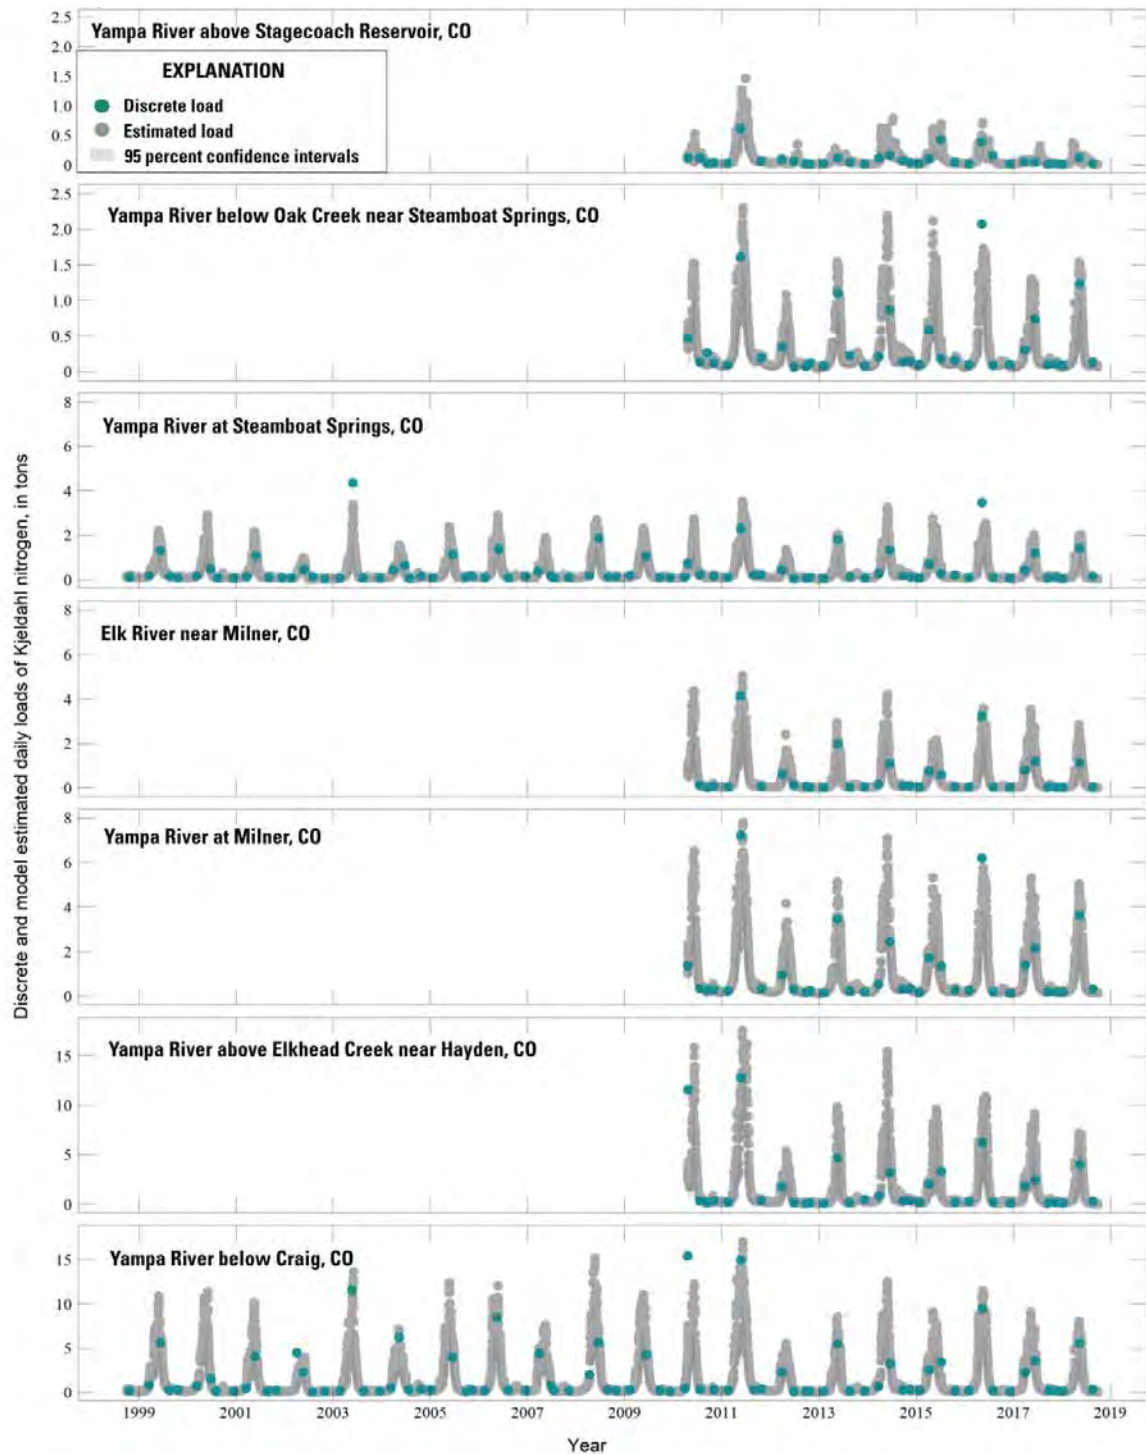 2.5
Yampa River above Stagecoach Reservoir, CO
2.0
EXPLANATION
1.5
Discrete load
1.0
Estimated load
0.5
95 percent confidence intervals
0
2.5
Yampa River below Oak Creek near Steamboat Springs, CO
2.0
1.5
1.0
0.5
0
8
Yampa River at Steamboat Springs, CO
6
4
2
0
8
Elk River near Milner, CO
6
4
2
0
8
Yampa River at Milner, CO
6
4
2
0
Discrete and model estimated daily loads of Kjeldahl nitrogen, in tons
Yampa River above Elkhead Creek near Hayden, CO
15
10
5
0
Yampa River below Craig, CO
15
10
5
0
1999 2001 2003 2005 2007 2009 2011 2013 2015 2017 2019
Year